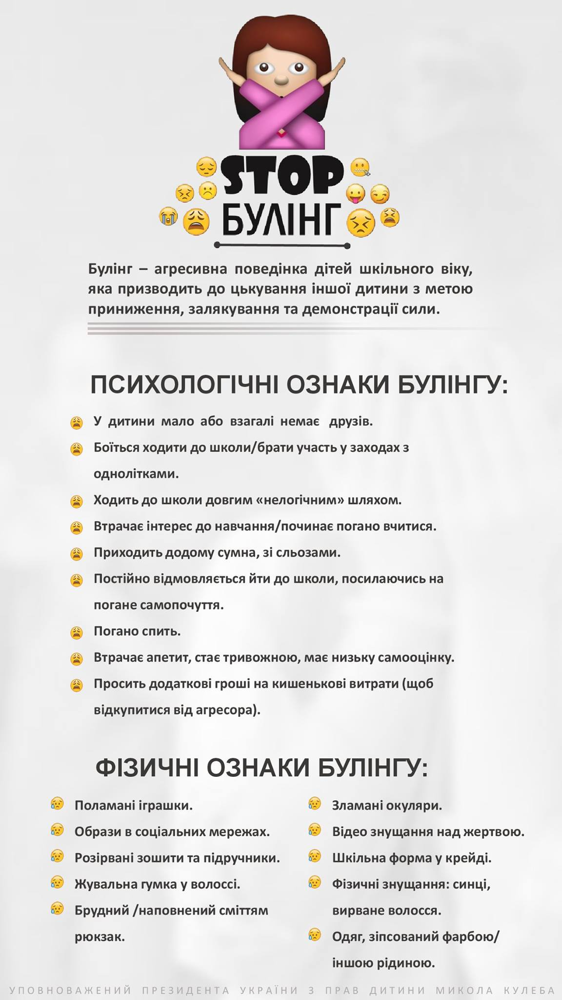 STOP
БУЛІНГ
Булінг – агресивна поведінка дітей шкільного віку,
яка призводить до цькування іншої дитини з метою
приниження, залякування та демонстрації сили.
ПСИХОЛОГІЧНІ ОЗНАКИ БУЛІНГУ:
У дитини мало або взагалі немає друзів.
Боїться ходити до школи/брати участь у заходах з
однолітками.
Ходить до школи довгим «нелогічним» шляхом.
Втрачає інтерес до навчання/починає погано вчитися.
Приходить додому сумна, зі сльозами.
Постійно відмовляється йти до школи, посилаючись на
погане самопочуття.
Погано спить.
Втрачає апетит, стає тривожною, має низьку самооцінку.
Просить додаткові гроші на кишенькові витрати (щоб
відкупитися від агресора).
ФІЗИЧНІ ОЗНАКИ БУЛІНГУ:
Поламані іграшки.
Образи в соціальних мережах.
Розірвані зошити та підручники.
Жувальна гумка у волоссі.
Брудний /наповнений сміттям
рюкзак.
Зламані окуляри.
Відео знущання над жертвою.
Шкільна форма у крейді.
Фізичні знущання: синці,
вирване волосся.
Одяг, зіпсований фарбою/
іншою рідиною.
УПОВНОВАЖЕНИЙ ПРЕЗИДЕНТА УКРАЇНИ З ПРАВ ДИТИНИ МИКОЛА КУЛЕБА